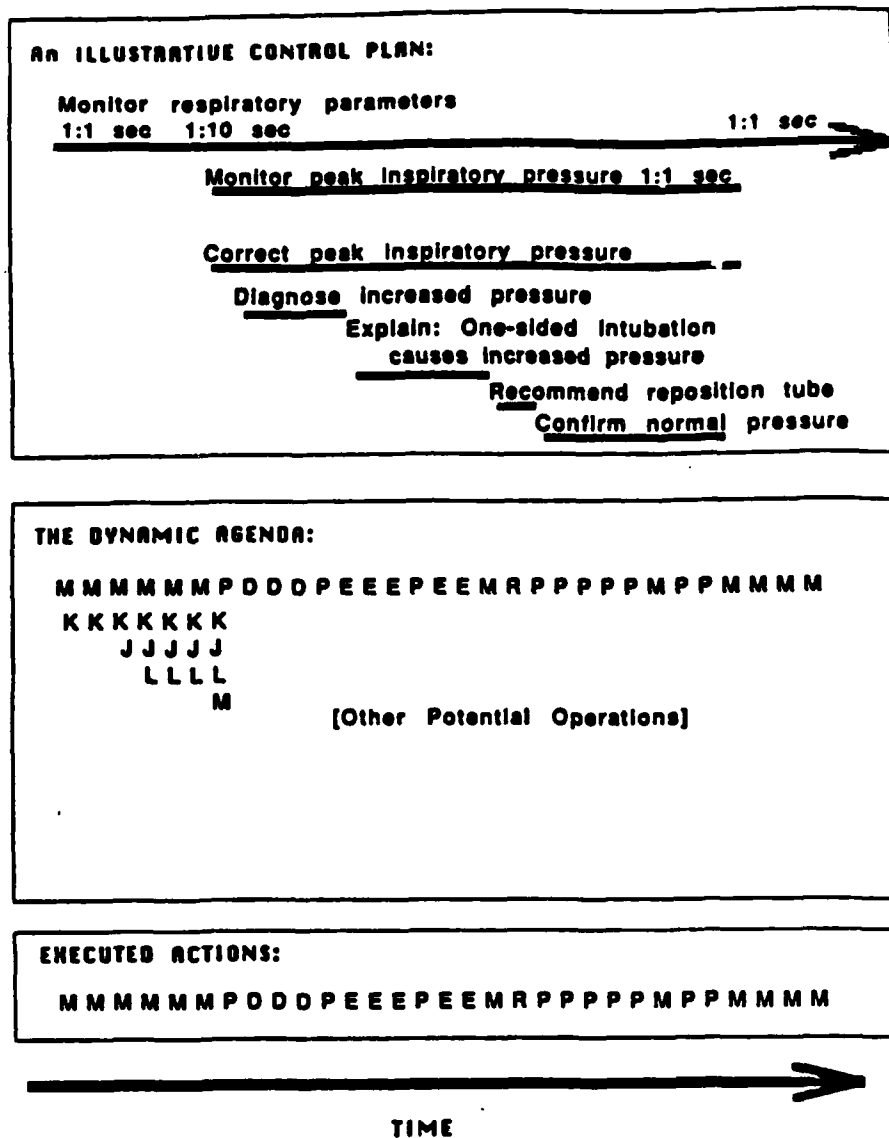 An ILLUSTRATIVE CONTROL PLAN:
Monitor respiratory parameters
1:1 sec 1:10 sec 1:1 sec
Monitor peak inspiratory pressure 1:1 sec
Correct peak inspiratory pressure
Diagnose increased pressure
Explain: One-sided intubation
causes increased pressure
Recommend reposition tube
Confirm normal pressure
THE DYNAMIC AGENDA:
M M M M M M P D D D P E E E P E E M R P P P P P M P P M M M M
K K K K K K K
J J J J J
L L L L
M
[Other Potential Operations]
EXECUTED ACTIONS:
M M M M M M P D D D P E E E P E E M R P P P P P M P P M M M M
TIME